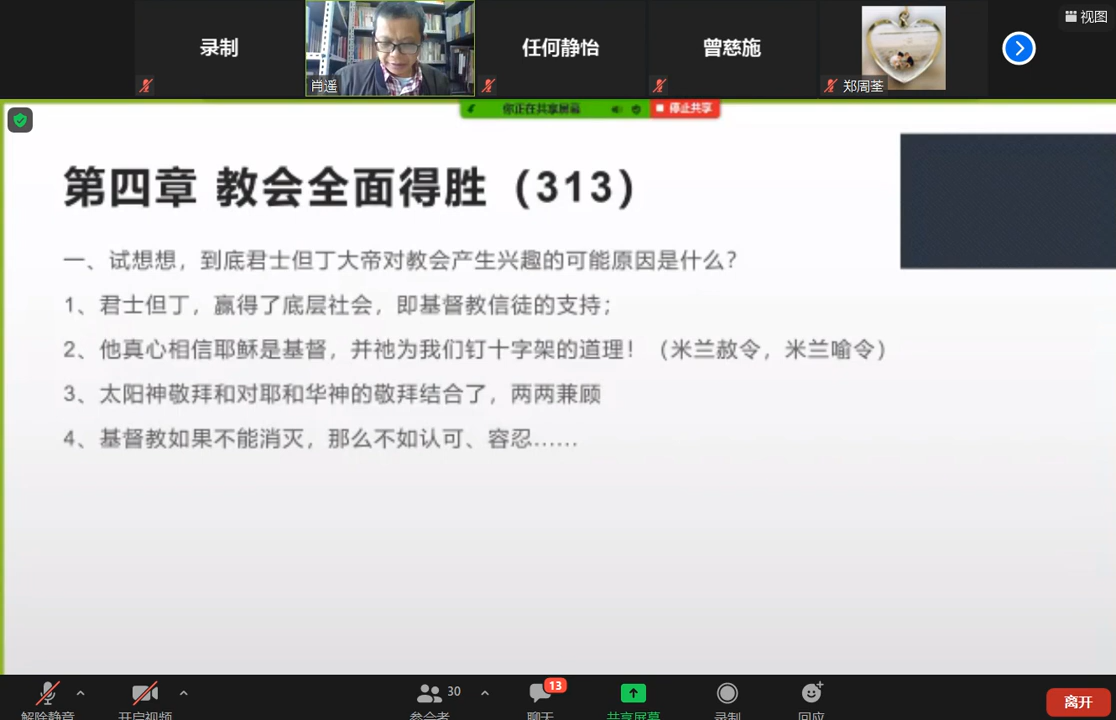 录制
肖遥
任何静怡
曾慈施
郑周荃
视图
你正在共享屏幕
停止共享
第四章 教会全面得胜（313）
一、试想想，到底君士但丁大帝对教会产生兴趣的可能原因是什么？
1、君士但丁，赢得了底层社会，即基督教信徒的支持；
2、他真心相信耶稣是基督，并祂为我们钉十字架的道理！（米兰赦令，米兰喻令）
3、太阳神敬拜和对耶和华神的敬拜结合了，两两兼顾
4、基督教如果不能消灭，那么不如认可、容忍……
30
13
解除静音
开启视频
参会者
聊天
共享屏幕
录制
回应
离开